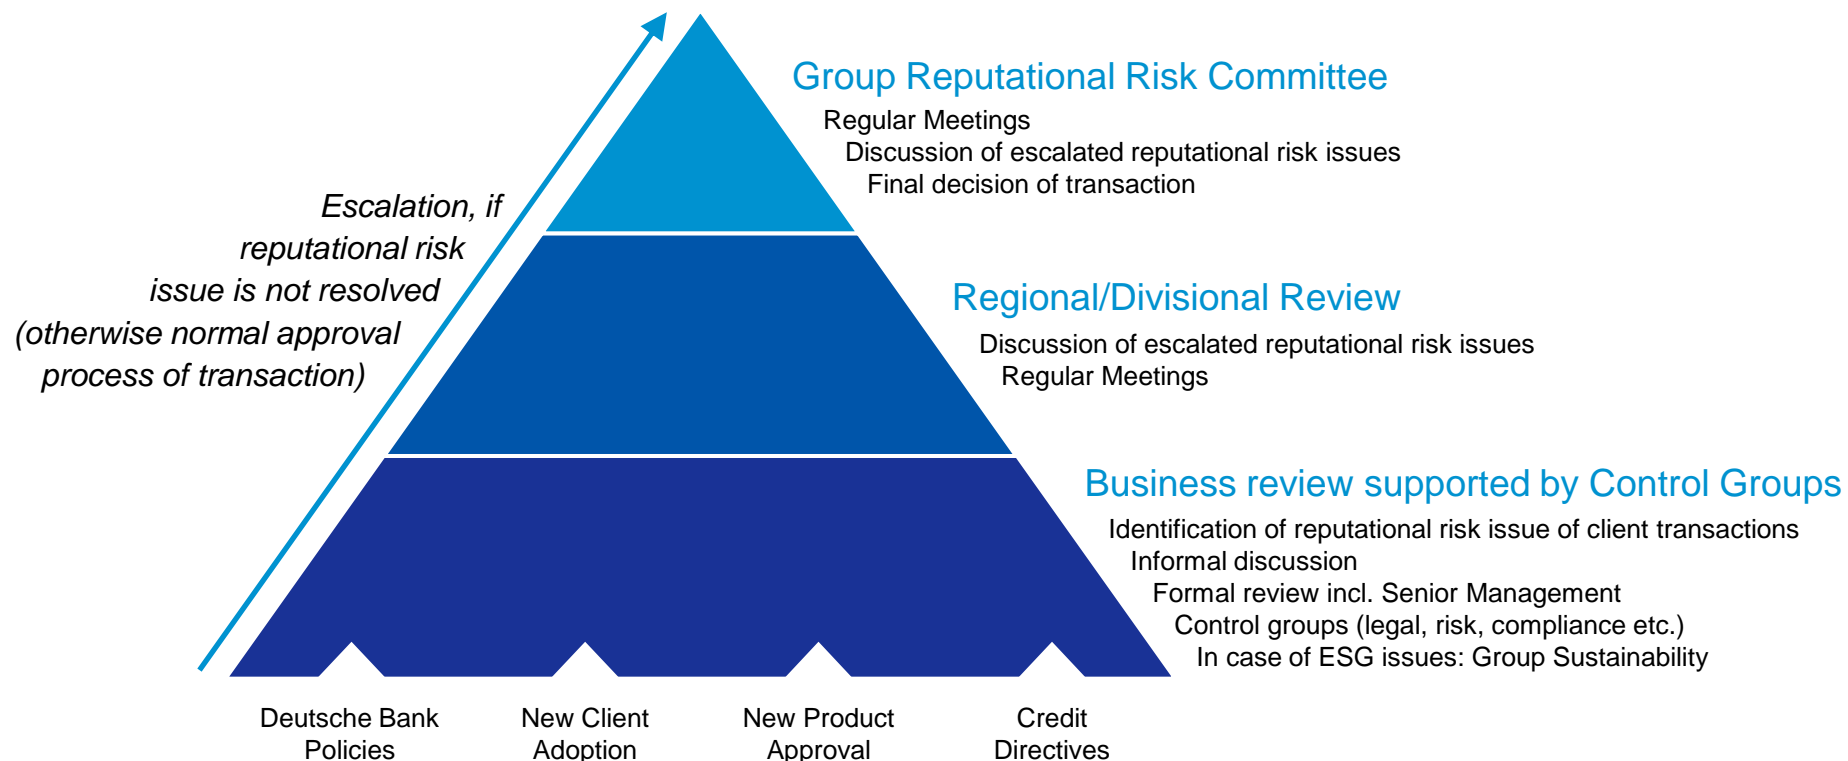 Group Reputational Risk Committee
Regular Meetings
Discussion of escalated reputational risk issues
Final decision of transaction
Escalation, if
reputational risk
issue is not resolved
(otherwise normal approval
process of transaction)
Regional/Divisional Review
Discussion of escalated reputational risk issues
Regular Meetings
Business review supported by Control Groups
Identification of reputational risk issue of client transactions
Informal discussion
Formal review incl. Senior Management
Control groups (legal, risk, compliance etc.)
In case of ESG issues: Group Sustainability
Deutsche Bank
Policies
New Client
Adoption
New Product
Approval
Credit
Directives